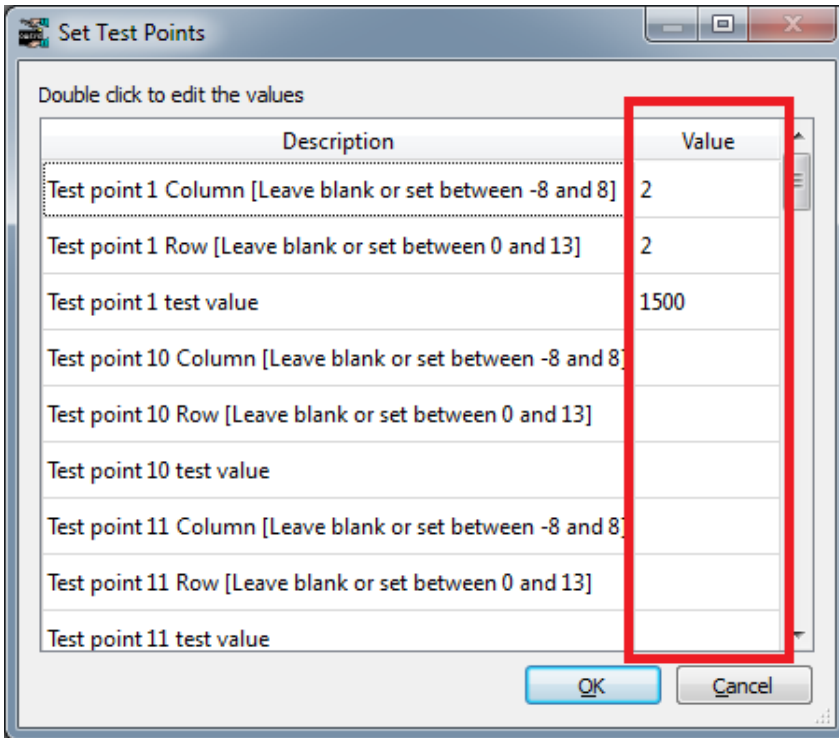 Set Test Points
Double click to edit the values
Description Value
Test point 1 Column [Leave blank or set between -8 and 8] 2
Test point 1 Row [Leave blank or set between 0 and 13] 2
Test point 1 test value 1500
Test point 10 Column [Leave blank or set between -8 and 8]
Test point 10 Row [Leave blank or set between 0 and 13]
Test point 10 test value
Test point 11 Column [Leave blank or set between -8 and 8]
Test point 11 Row [Leave blank or set between 0 and 13]
Test point 11 test value
OK Cancel